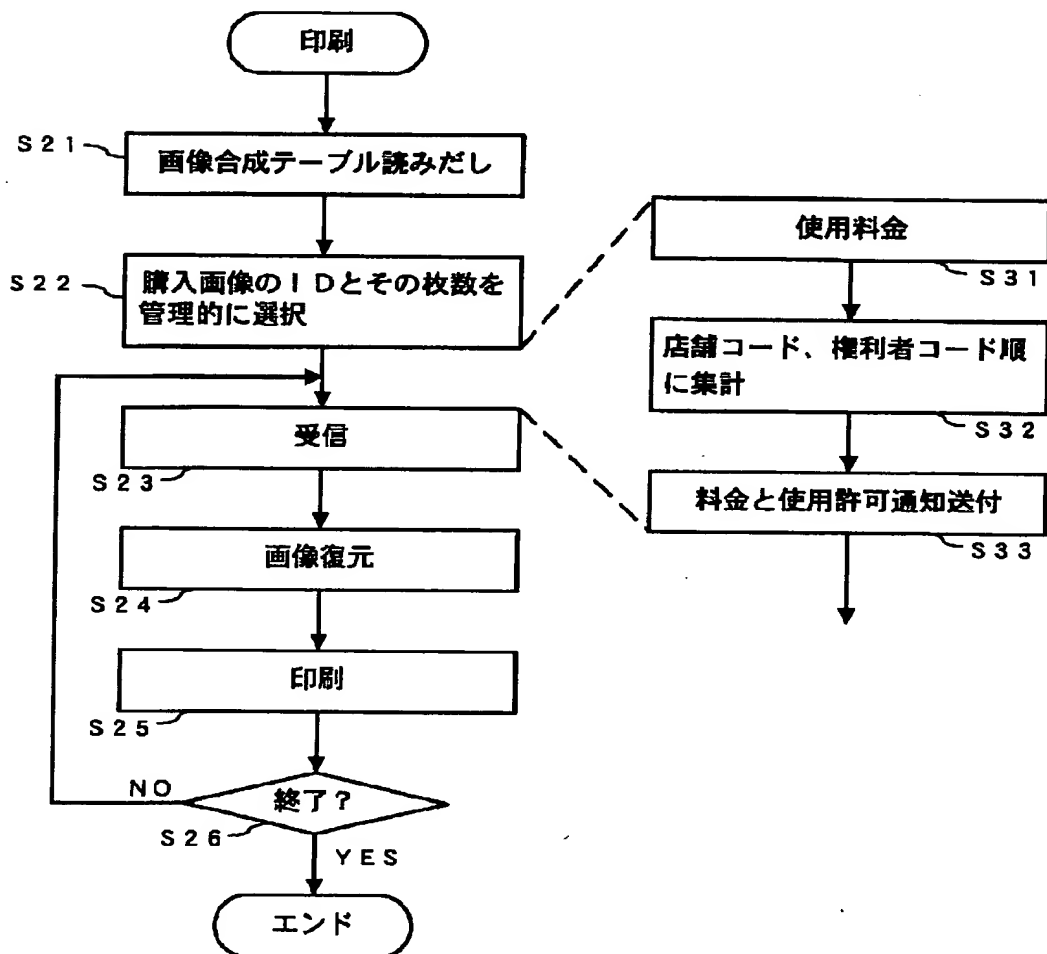 印刷
S21
画像合成テーブル読みだし
S22
購入画像のIDとその枚数を
管理的に選択
受信
S23
画像復元
S24
印刷
S25
NO
終了?
S26
YES
エンド
使用料金
S31
店舗コード、権利者コード順
に集計
S32
料金と使用許可通知送付
S33